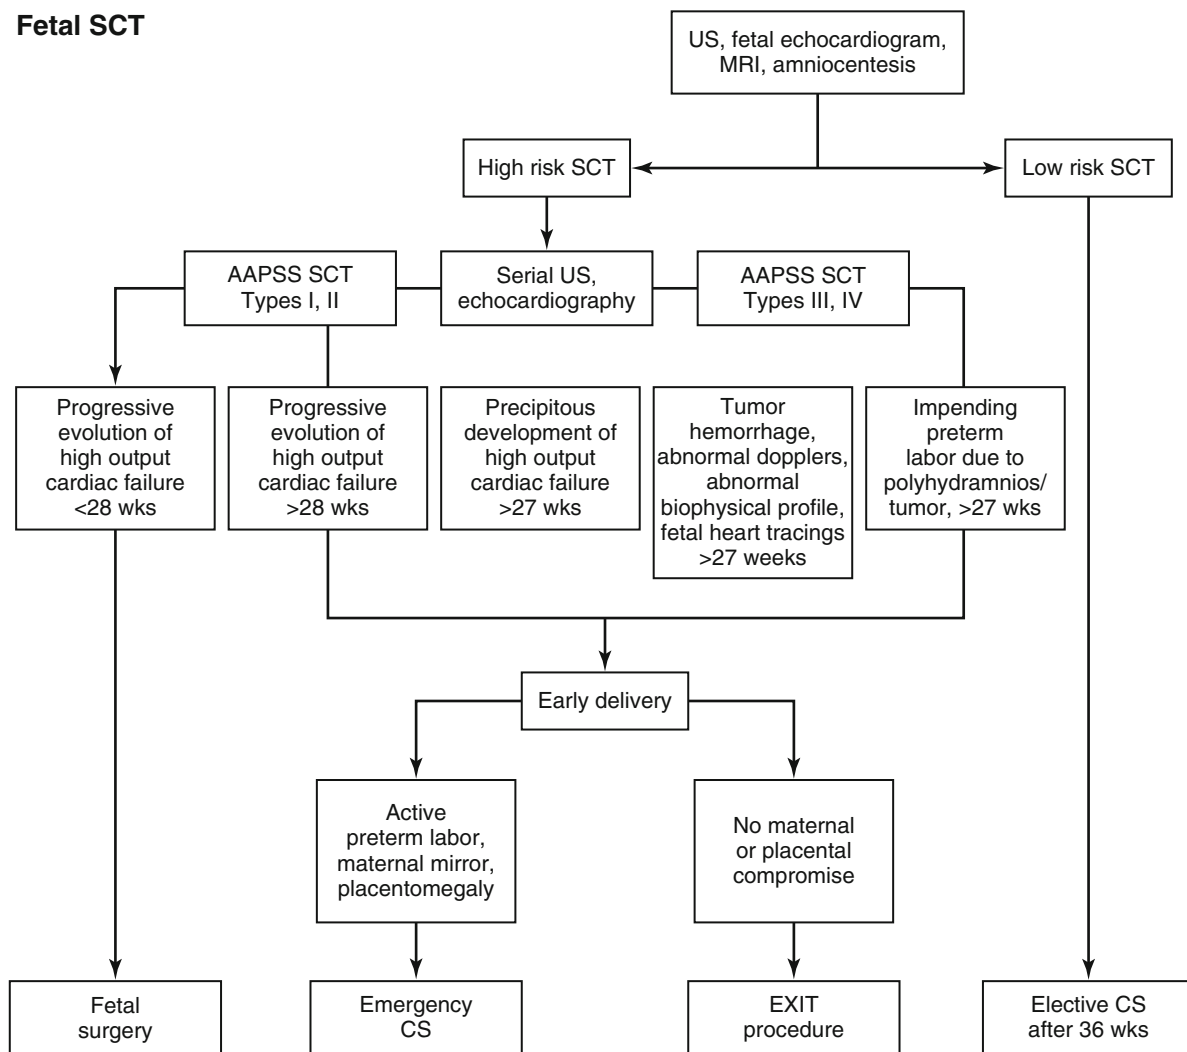 Fetal SCT
US, fetal echocardiogram,
MRI, amniocentesis
High risk SCT
Low risk SCT
AAPSS SCT
Types I, II
Serial US,
echocardiography
AAPSS SCT
Types III, IV
Progressive
evolution of
high output
cardiac failure
<28 wks
Progressive
evolution of
high output
cardiac failure
>28 wks
Precipitous
development of
high output
cardiac failure
>27 wks
Tumor
hemorrhage,
abnormal dopplers,
abnormal
biophysical profile,
fetal heart tracings
>27 weeks
Impending
preterm
labor due to
polyhydramnios/
tumor, >27 wks
Early delivery
Active
preterm labor,
maternal mirror,
placentomegaly
No maternal
or placental
compromise
Fetal
surgery
Emergency
CS
EXIT
procedure
Elective CS
after 36 wks